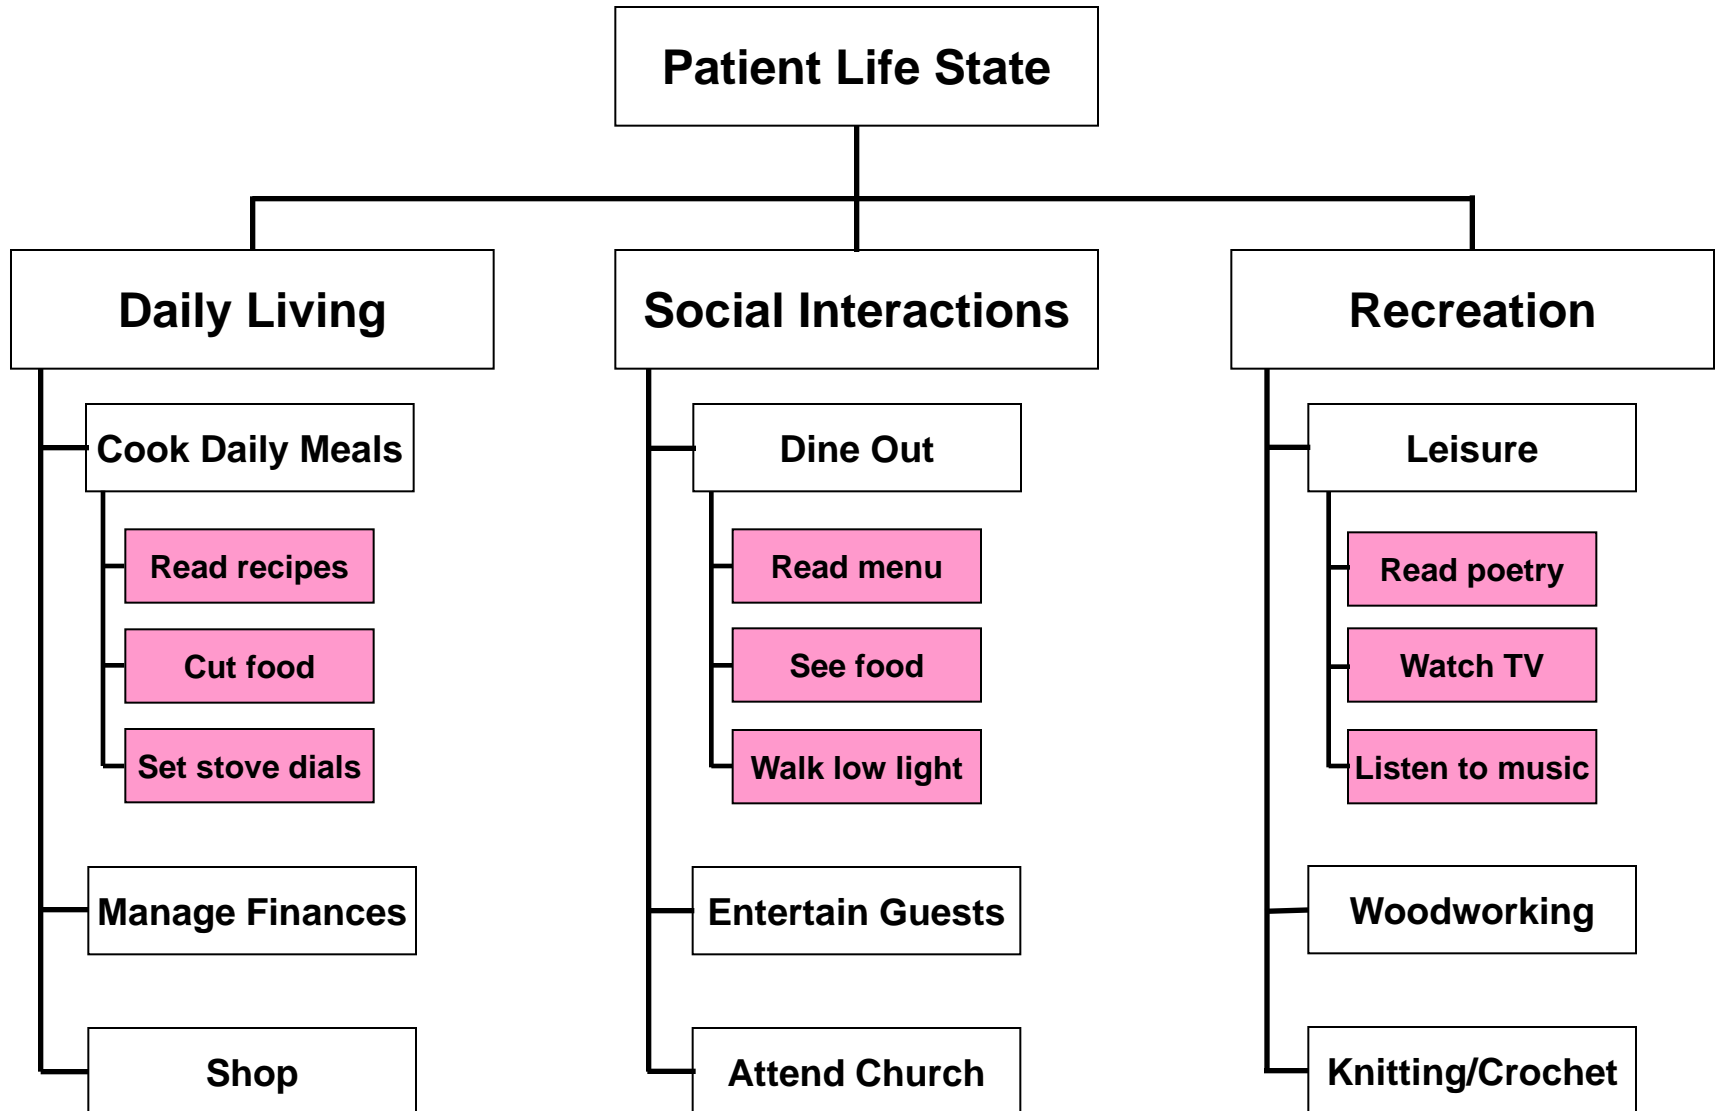 Patient Life State
Daily Living
Social Interactions
Recreation
Cook Daily Meals
Dine Out
Leisure
Read recipes
Read menu
Read poetry
Cut food
See food
Watch TV
Set stove dials
Walk low light
Listen to music
Manage Finances
Entertain Guests
Woodworking
Shop
Attend Church
Knitting/Crochet